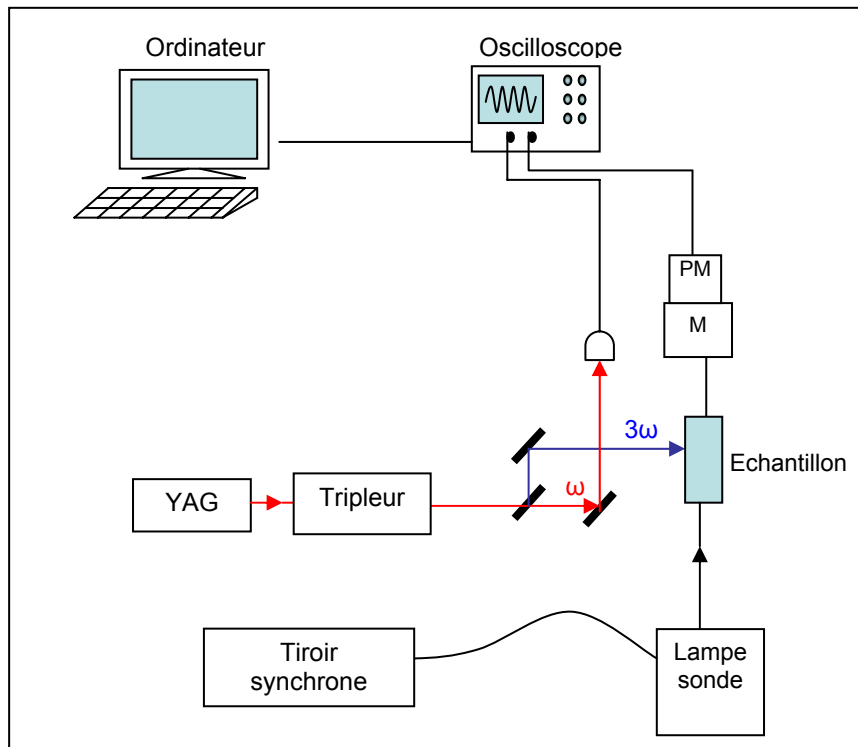 Ordinateur
Oscilloscope
PM
M
3ω
Echantillon
ω
YAG
Tripleur
Tiroir
synchrone
Lampe
sonde